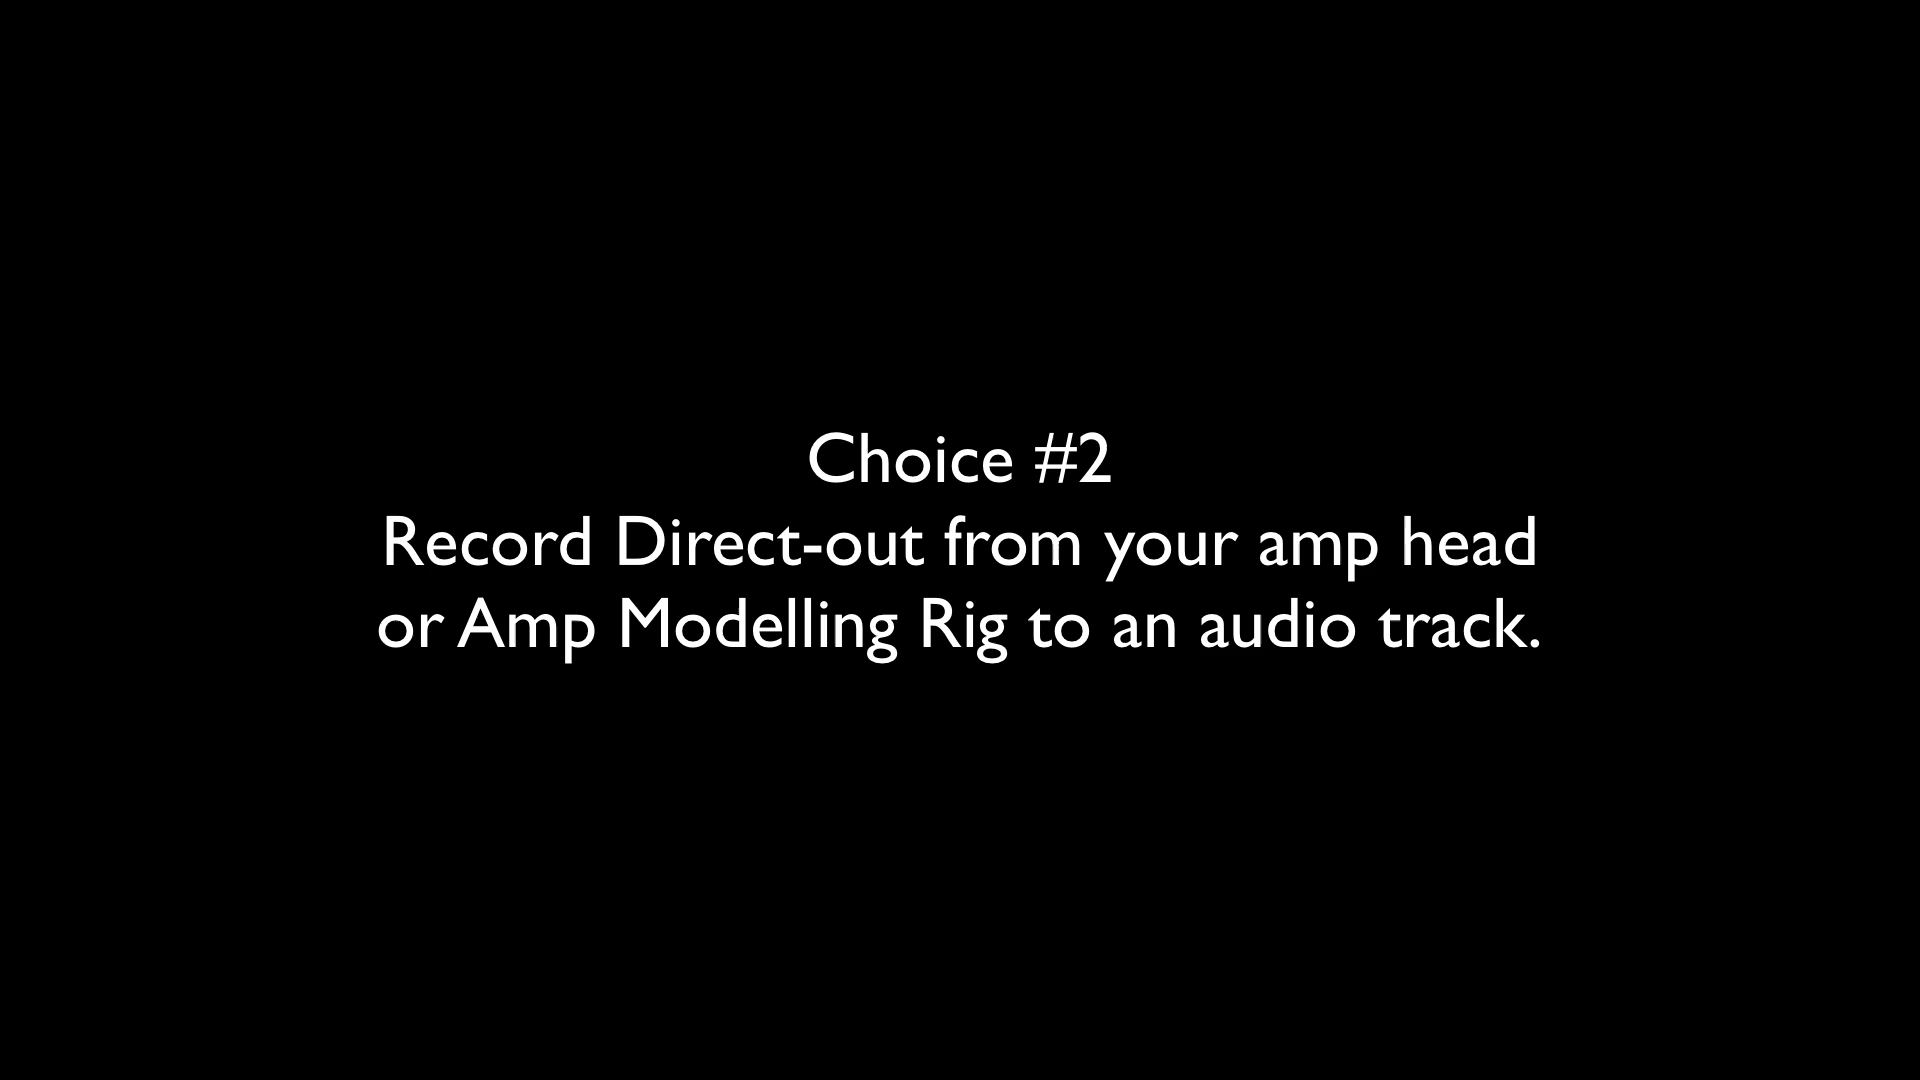 Choice #2
Record Direct-out from your amp head
or Amp Modelling Rig to an audio track.